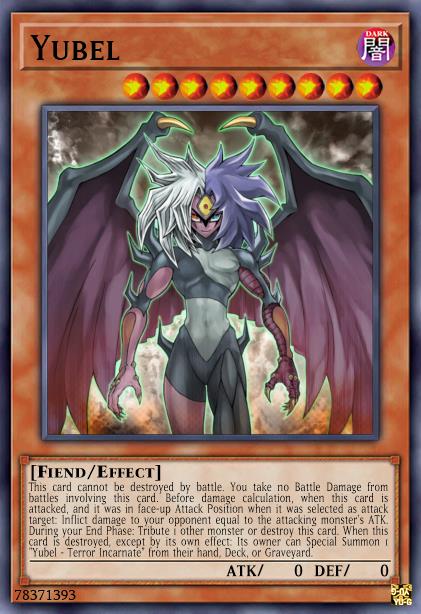 YUBEL
DARK
闇
[FIEND/EFFECT]
This card cannot be destroyed by battle. You take no Battle Damage from
battles involving this card. Before damage calculation, when this card is
attacked, and it was in face-up Attack Position when it was selected as attack
target: Inflict damage to your opponent equal to the attacking monster's ATK.
During your End Phase: Tribute 1 other monster or destroy this card. When this
card is destroyed, except by its own effect: Its owner can Special Summon 1
"Yubel - Terror Incarnate" from their hand, Deck, or Graveyard.
ATK/ 0 DEF/ 0
78371393